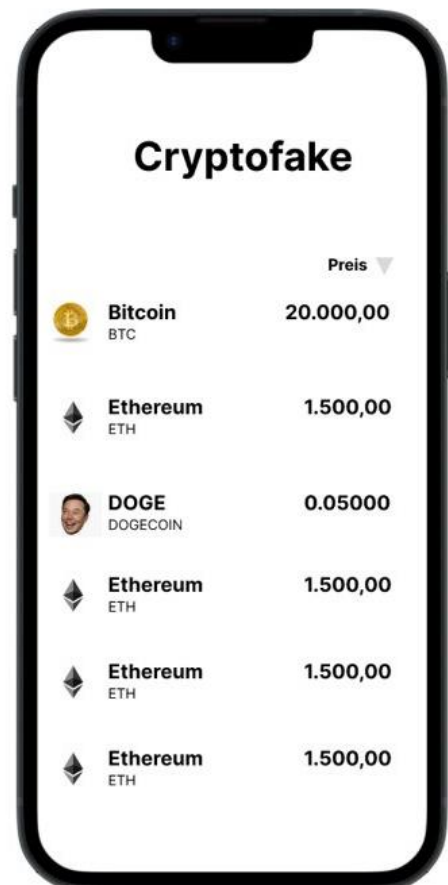 Cryptofake
Preis
Bitcoin 20.000,00
BTC
Ethereum 1.500,00
ETH
DOGE 0.05000
DOGECOIN
Ethereum 1.500,00
ETH
Ethereum 1.500,00
ETH
Ethereum 1.500,00
ETH